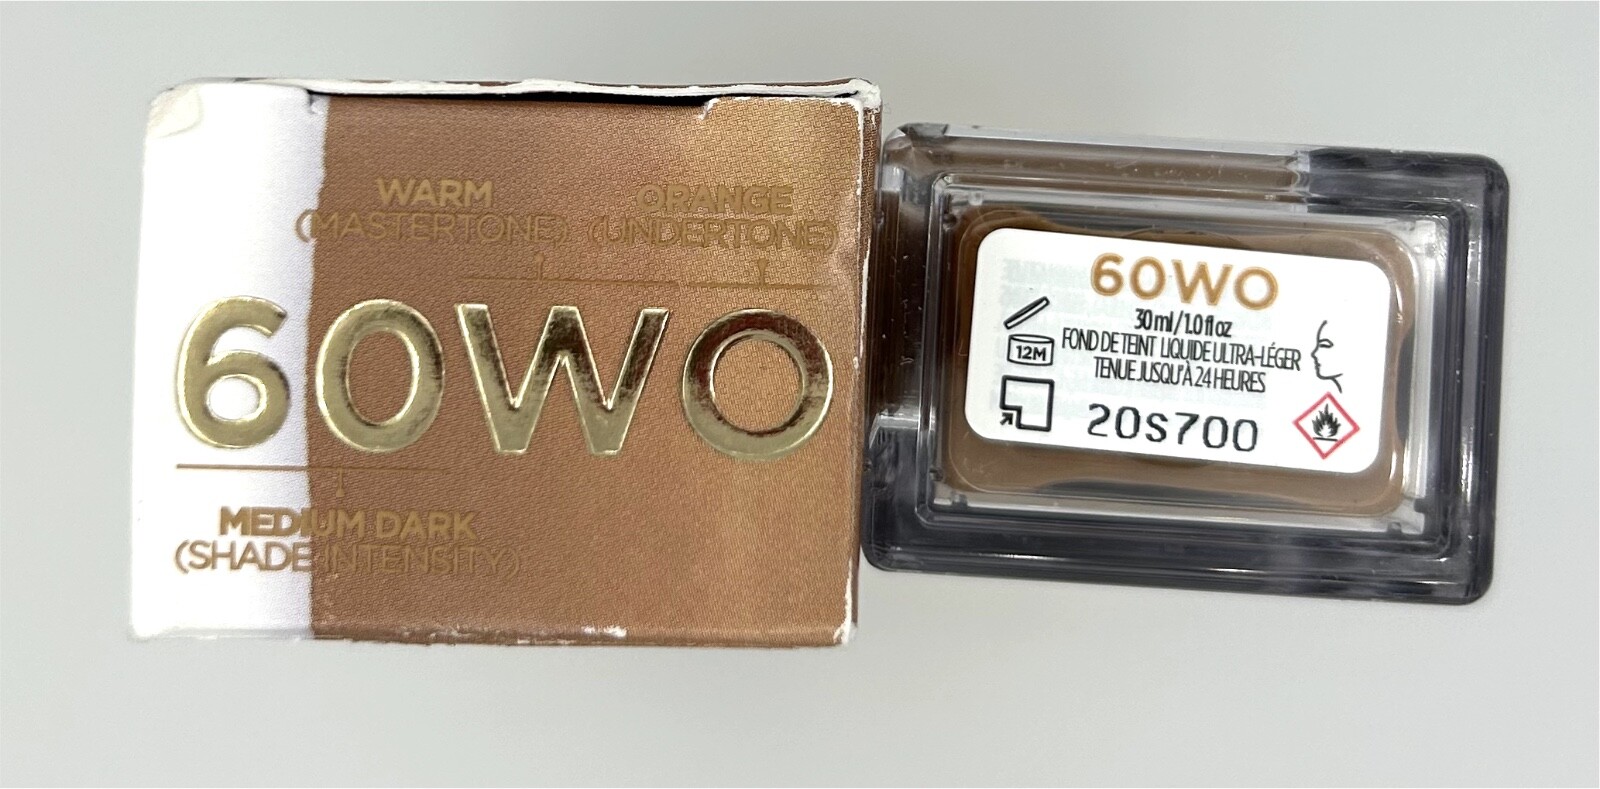 WARM
(MASTERTONE)
ORANGE
(UNDERTONE)
60WO
MEDIUM DARK
(SHADE INTENSITY)
60WO
30 ml/1.0 fl oz
FOND DE TEINT LIQUIDE ULTRA-LÉGER
TENUE JUSQU'À 24 HEURES
12M
20S700